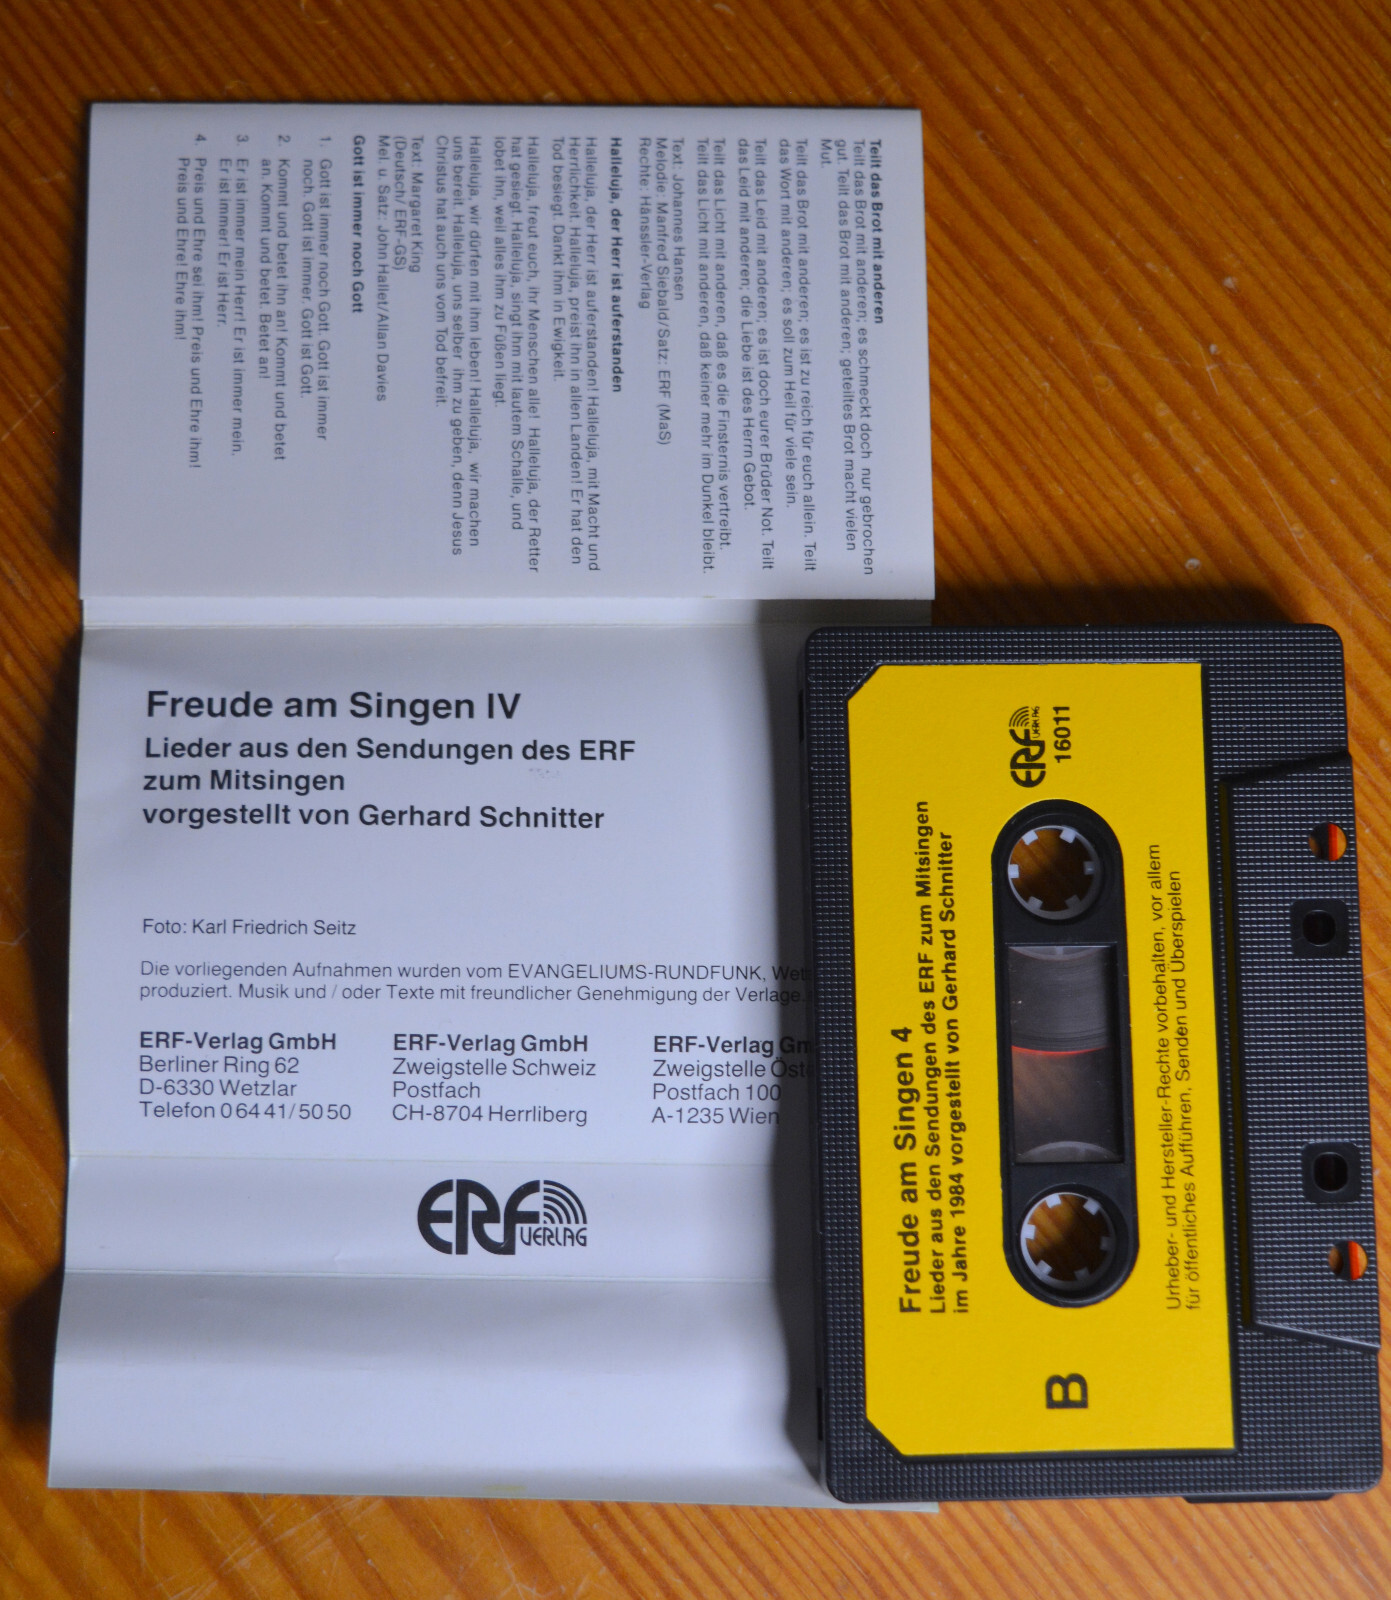 Teilt das Brot mit anderen
Teilt das Brot mit anderen; es schmeckt doch nur gebrochen
gut. Teilt das Brot mit anderen; geteiltes Brot macht vielen
Mut.
Teilt das Brot mit anderen; es ist zu reich für euch allein. Teilt
das Wort mit anderen; es soll zum Heil für viele sein.
Teilt das Leid mit anderen; es ist doch eurer Brüder Not. Teilt
das Leid mit anderen; die Liebe ist des Herrn Gebot.
Teilt das Licht mit anderen, daß es die Finsternis vertreibt.
Teilt das Licht mit anderen, daß keiner mehr im Dunkel bleibt.
Text: Johannes Hansen
Melodie: Manfred Siebald/Satz: ERF (MaS)
Rechte: Hänssler-Verlag
Halleluja, der Herr ist auferstanden
Halleluja, der Herr ist auferstanden! Halleluja, mit Macht und
Herrlichkeit. Halleluja, preist ihn in allen Landen! Er hat den
Tod besiegt. Dankt ihm in Ewigkeit.
Halleluja, freut euch, ihr Menschen alle! Halleluja, der Retter
hat gesiegt. Halleluja, singt ihm mit lautem Schalle, und
lobet ihn, weil alles ihm zu Füßen liegt.
Halleluja, wir dürfen mit ihm leben! Halleluja, wir machen
uns bereit. Halleluja, uns selber ihm zu geben, denn Jesus
Christus hat auch uns vom Tod befreit.
Text: Margaret King
(Deutsch/ ERF-GS)
Mel. u. Satz: John Hallet/Allan Davies
Gott ist immer noch Gott
1. Gott ist immer noch Gott. Gott ist immer
noch Gott ist immer. Gott ist Gott.
2. Kommt und betet ihn an! Kommt und betet
an. Kommt und betet. Betet an!
3. Er ist immer mein Herr! Er ist immer mein.
Er ist immer! Er ist Herr.
4. Preis und Ehre sei ihm! Preis und Ehre ihm!
Preis und Ehre! Ehre ihm!
Freude am Singen IV
Lieder aus den Sendungen des ERF
zum Mitsingen
vorgestellt von Gerhard Schnitter
Foto: Karl Friedrich Seitz
Die vorliegenden Aufnahmen wurden vom EVANGELIUMS-RUNDFUNK, Wet
produziert. Musik und / oder Texte mit freundlicher Genehmigung der Verlage.
ERF-Verlag GmbH
Berliner Ring 62
D-6330 Wetzlar
Telefon 0 64 41/50 50
ERF-Verlag GmbH
Zweigstelle Schweiz
Postfach
CH-8704 Herrliberg
ERF-Verlag Gm
Zweigstelle Öste
Postfach 100
A-1235 Wien
ERF VERLAG
ERF VERLAG
16011
Freude am Singen 4
Lieder aus den Sendungen des ERF zum Mitsingen
im Jahre 1984 vorgestellt von Gerhard Schnitter
Urheber- und Hersteller-Rechte vorbehalten, vor allem
für öffentliches Aufführen, Senden und Überspielen
B